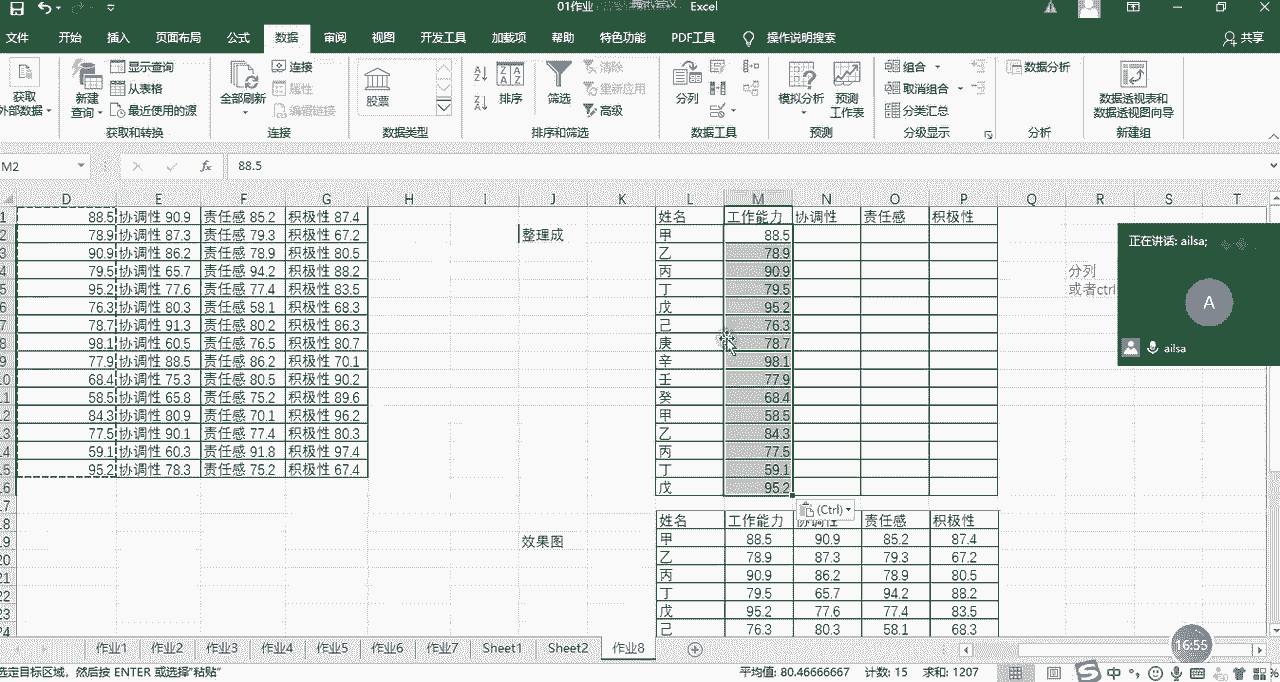 01作业 Excel
文件 开始 插入 页面布局 公式 数据 审阅 视图 开发工具 加载项 帮助 特色功能 PDF工具 操作说明搜索 共享
获取 外部数据 新建 查询 显示查询 从表格 最近使用的源 全部刷新 连接 属性 编辑链接 股票 排序 筛选 清除 重新应用 高级 分列 模拟分析 预测 工作表 组合 取消组合 分类汇总 数据分析 数据透视表和 数据透视图向导
获取和转换 连接 数据类型 排序和筛选 数据工具 预测 分级显示 分析 新建组
M2 fx 88.5
D E F G H I J K L M N O P Q R S T
1 88.5 协调性 90.9 责任感 85.2 积极性 87.4 姓名 工作能力 协调性 责任感 积极性
2 78.9 协调性 87.3 责任感 79.3 积极性 67.2 整理成 甲 88.5
3 90.9 协调性 86.2 责任感 78.9 积极性 80.5 乙 78.9
4 79.5 协调性 65.7 责任感 94.2 积极性 88.2 丙 90.9 分列
5 95.2 协调性 77.6 责任感 77.4 积极性 83.5 丁 79.5 或者ctrl
6 76.3 协调性 80.3 责任感 58.1 积极性 68.3 戊 95.2
7 78.7 协调性 91.3 责任感 80.2 积极性 86.3 己 76.3
8 98.1 协调性 60.5 责任感 76.5 积极性 80.7 庚 78.7
9 77.9 协调性 88.5 责任感 86.2 积极性 70.1 辛 98.1
10 68.4 协调性 75.3 责任感 80.5 积极性 90.2 壬 77.9
11 58.5 协调性 65.8 责任感 75.2 积极性 89.6 癸 68.4
12 84.3 协调性 80.9 责任感 70.1 积极性 96.2 甲 58.5
13 77.5 协调性 90.1 责任感 77.4 积极性 80.3 乙 84.3
14 59.1 协调性 60.3 责任感 91.8 积极性 97.4 丙 77.5
15 95.2 协调性 78.3 责任感 75.2 积极性 67.4 丁 59.1
16 戊 95.2
17 (Ctrl)
18 姓名 工作能力 协调性 责任感 积极性
19 效果图 甲 88.5 90.9 85.2 87.4
20 乙 78.9 87.3 79.3 67.2
21 丙 90.9 86.2 78.9 80.5
22 丁 79.5 65.7 94.2 88.2
23 戊 95.2 77.6 77.4 83.5
24 己 76.3 80.3 58.1 68.3
正在讲话: ailsa;
A
ailsa
作业1 作业2 作业3 作业4 作业5 作业6 作业7 Sheet1 Sheet2 作业8
16:55
选定目标区域，然后按 ENTER 或选择"粘贴" 平均值: 80.46666667 计数: 15 求和: 1207 中 %